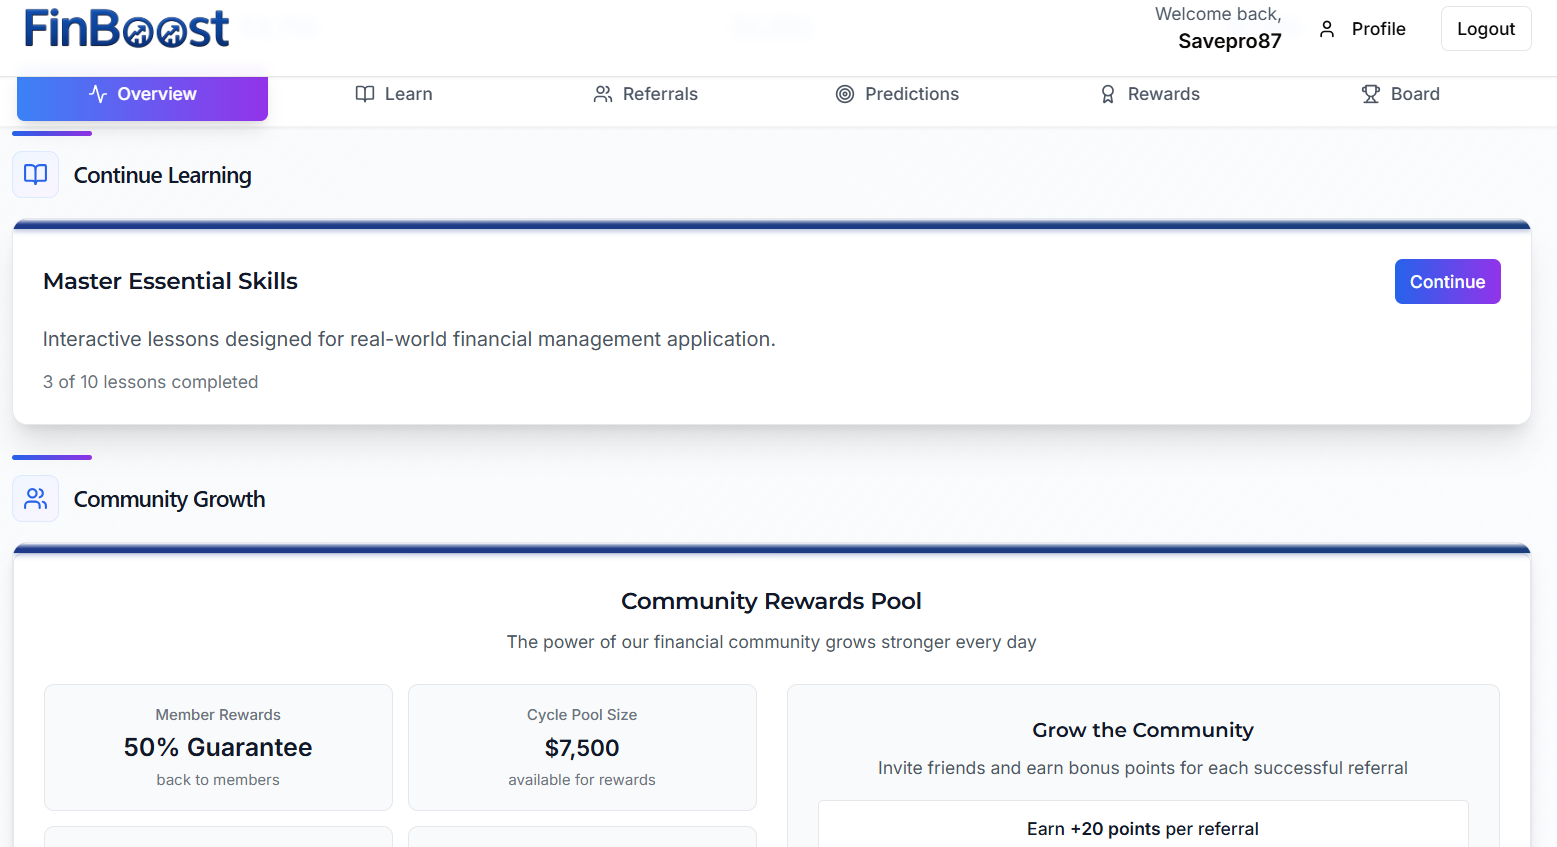 FinBoost
Welcome back,
Savepro87
Profile
Logout
Overview
Learn
Referrals
Predictions
Rewards
Board
Continue Learning
Master Essential Skills
Continue
Interactive lessons designed for real-world financial management application.
3 of 10 lessons completed
Community Growth
Community Rewards Pool
The power of our financial community grows stronger every day
Member Rewards
50% Guarantee
back to members
Cycle Pool Size
$7,500
available for rewards
Grow the Community
Invite friends and earn bonus points for each successful referral
Earn +20 points per referral